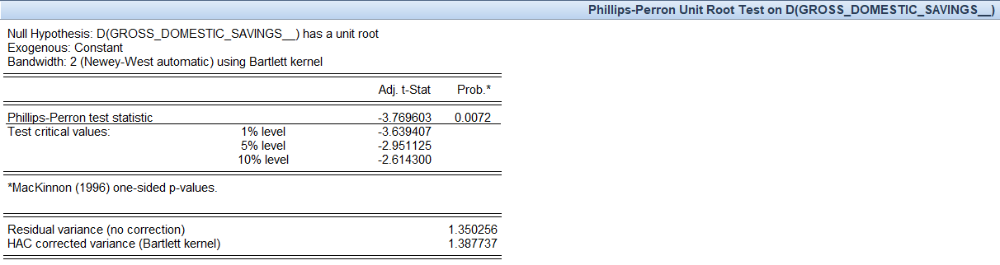 Phillips-Perron Unit Root Test on D(GROSS_DOMESTIC_SAVINGS__)
Null Hypothesis: D(GROSS_DOMESTIC_SAVINGS__) has a unit root
Exogenous: Constant
Bandwidth: 2 (Newey-West automatic) using Bartlett kernel
Adj. t-Stat Prob.*
Phillips-Perron test statistic -3.769603 0.0072
Test critical values: 1% level -3.639407
5% level -2.951125
10% level -2.614300
*MacKinnon (1996) one-sided p-values.
Residual variance (no correction) 1.350256
HAC corrected variance (Bartlett kernel) 1.387737